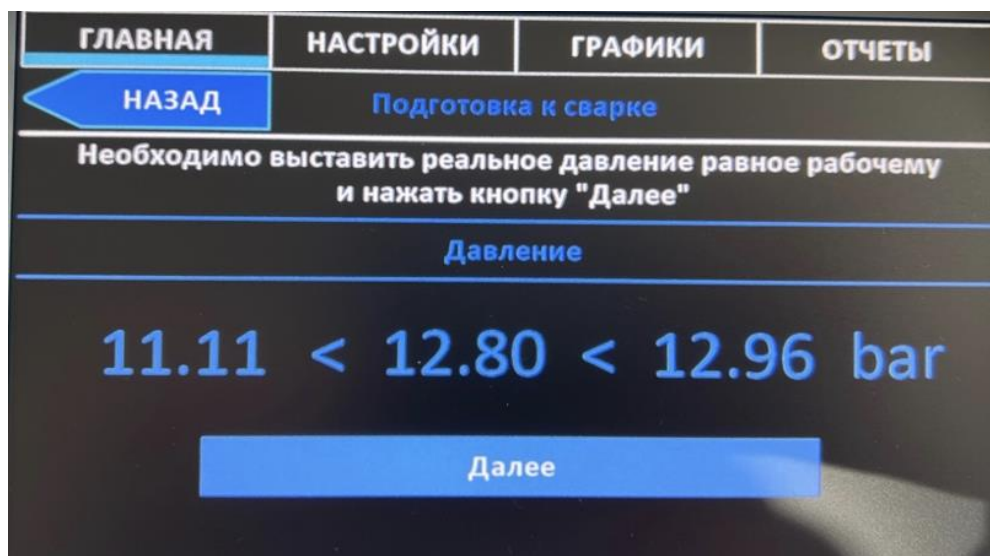 ГЛАВНАЯ НАСТРОЙКИ ГРАФИКИ ОТЧЕТЫ
НАЗАД Подготовка к сварке
Необходимо выставить реальное давление равное рабочему
и нажать кнопку "Далее"
Давление
11.11 < 12.80 < 12.96 bar
Далее